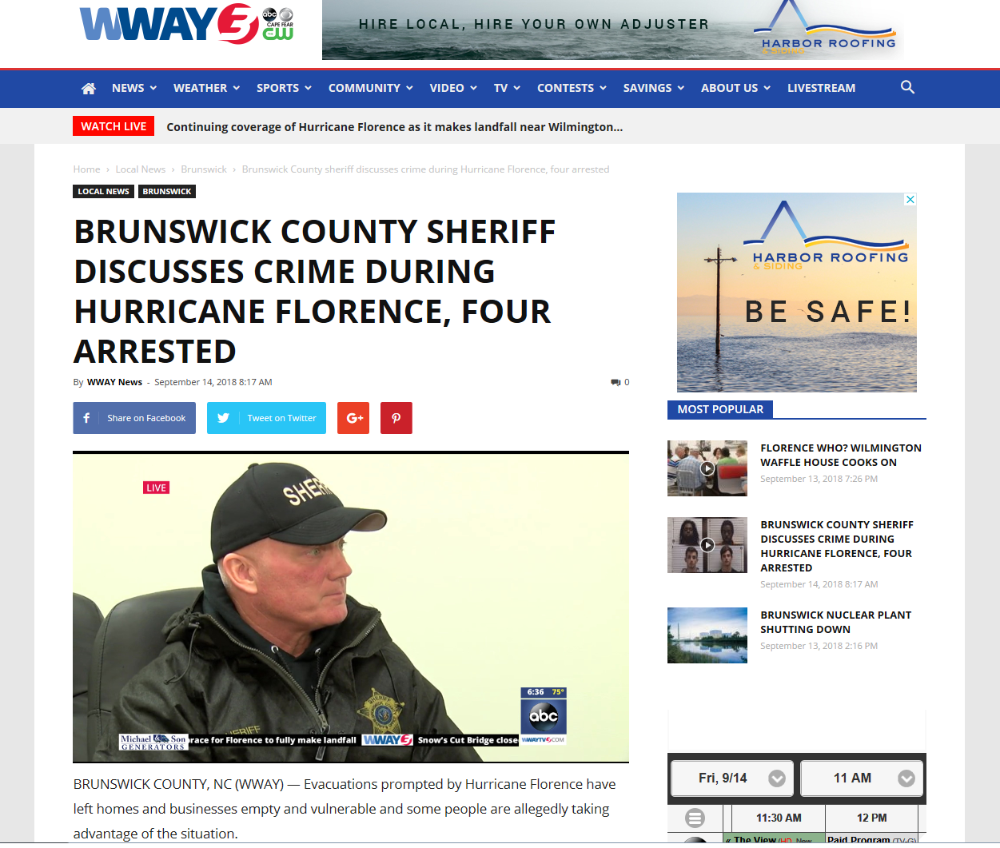 WWAY3 abc CAPE FEAR CW
HIRE LOCAL, HIRE YOUR OWN ADJUSTER
HARBOR ROOFING
& SIDING
NEWS WEATHER SPORTS COMMUNITY VIDEO TV CONTESTS SAVINGS ABOUT US LIVESTREAM
WATCH LIVE Continuing coverage of Hurricane Florence as it makes landfall near Wilmington...
Home › Local News › Brunswick › Brunswick County sheriff discusses crime during Hurricane Florence, four arrested
LOCAL NEWS BRUNSWICK
BRUNSWICK COUNTY SHERIFF
DISCUSSES CRIME DURING
HURRICANE FLORENCE, FOUR
ARRESTED
By WWAY News - September 14, 2018 8:17 AM 0
Share on Facebook Tweet on Twitter G+
LIVE
SHERI
6:36 75°
abc
WWAYTV3.COM
SHERIFF
Michael & Son
GENERATORS
race for Florence to fully make landfall WWAY3 Snow's Cut Bridge close
BRUNSWICK COUNTY, NC (WWAY) — Evacuations prompted by Hurricane Florence have
left homes and businesses empty and vulnerable and some people are allegedly taking
advantage of the situation.
HARBOR ROOFING
& SIDING
BE SAFE!
MOST POPULAR
FLORENCE WHO? WILMINGTON
WAFFLE HOUSE COOKS ON
September 13, 2018 7:26 PM
BRUNSWICK COUNTY SHERIFF
DISCUSSES CRIME DURING
HURRICANE FLORENCE, FOUR
ARRESTED
September 14, 2018 8:17 AM
BRUNSWICK NUCLEAR PLANT
SHUTTING DOWN
September 13, 2018 2:16 PM
Fri, 9/14 11 AM
11:30 AM 12 PM
« The View (HD, New Paid Program (TV-G)